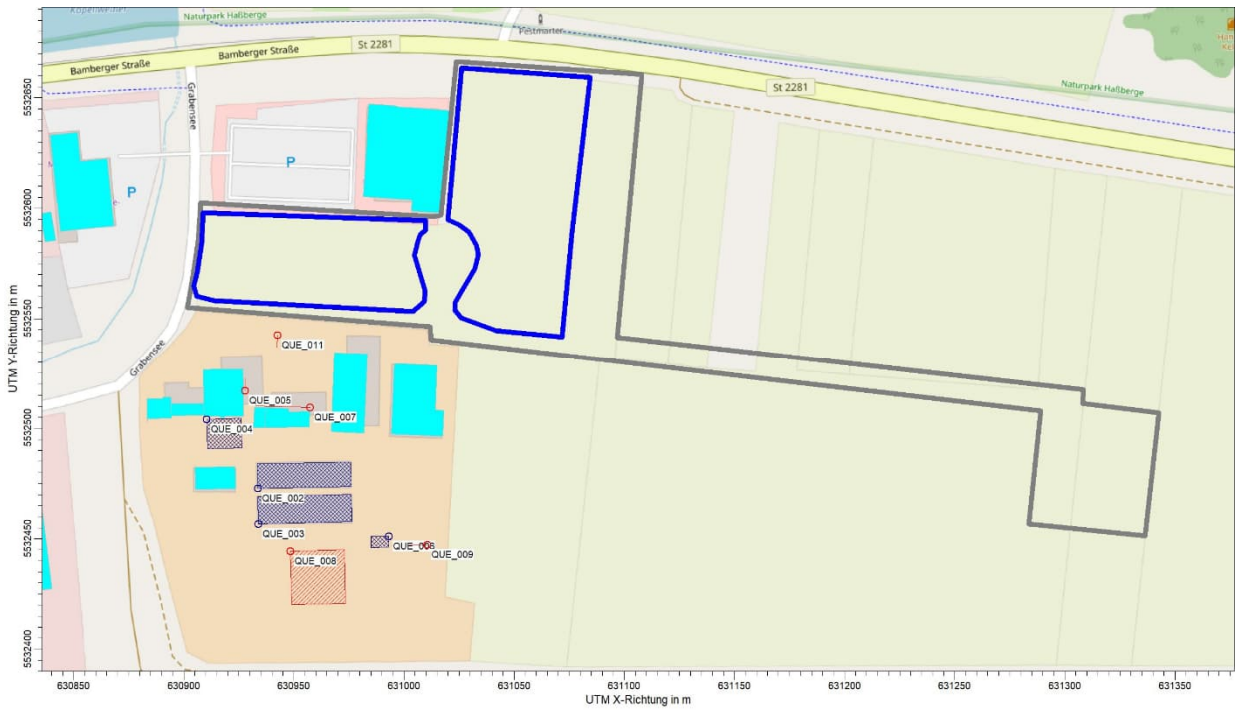 Köpenweiher
Naturpark Haßberge
Pestmarter
St 2281
Bamberger Straße
Bamberger Straße
St 2281
Naturpark Haßberge
Grabensee
P
P
Grabensee
QUE_011
QUE_005
QUE_007
QUE_004
QUE_002
QUE_003
QUE_009
QUE_008
UTM Y-Richtung in m
5532650
5532600
5532550
5532500
5532450
5532400
630850
630900
630950
631000
631050
631100
631150
631200
631250
631300
631350
UTM X-Richtung in m